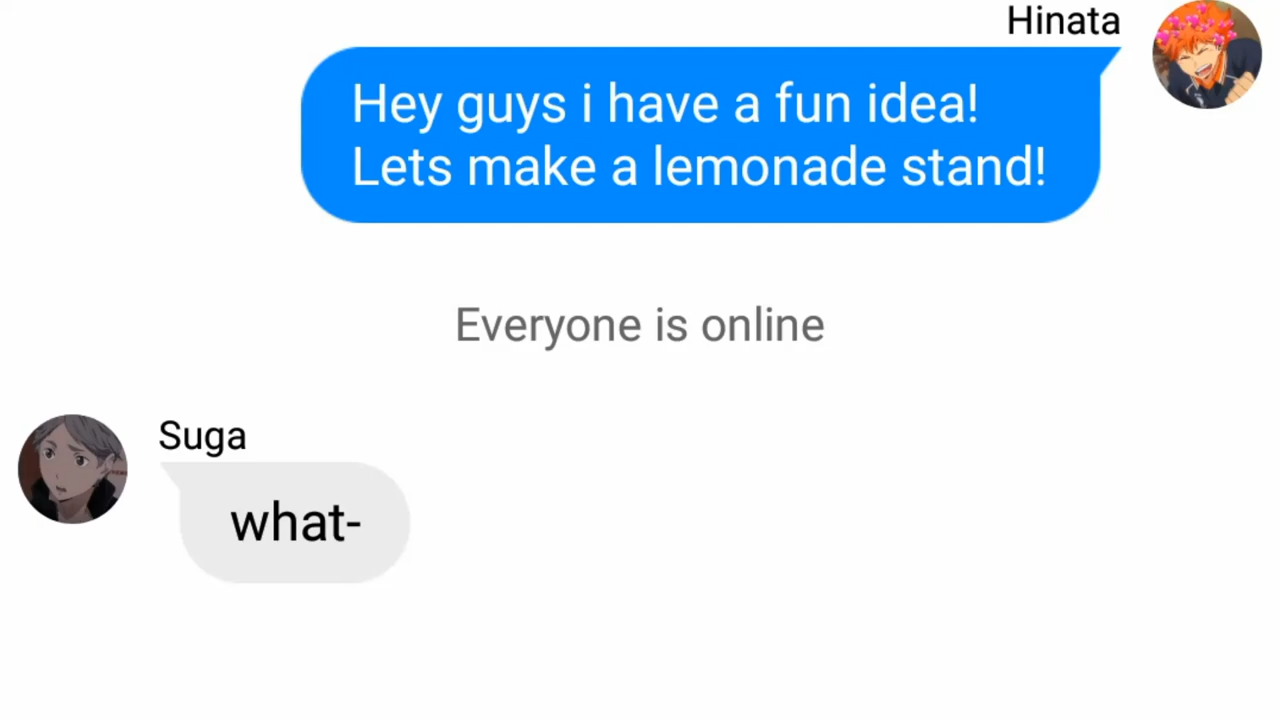 Hinata
Hey guys i have a fun idea!
Lets make a lemonade stand!
Everyone is online
Suga
what-